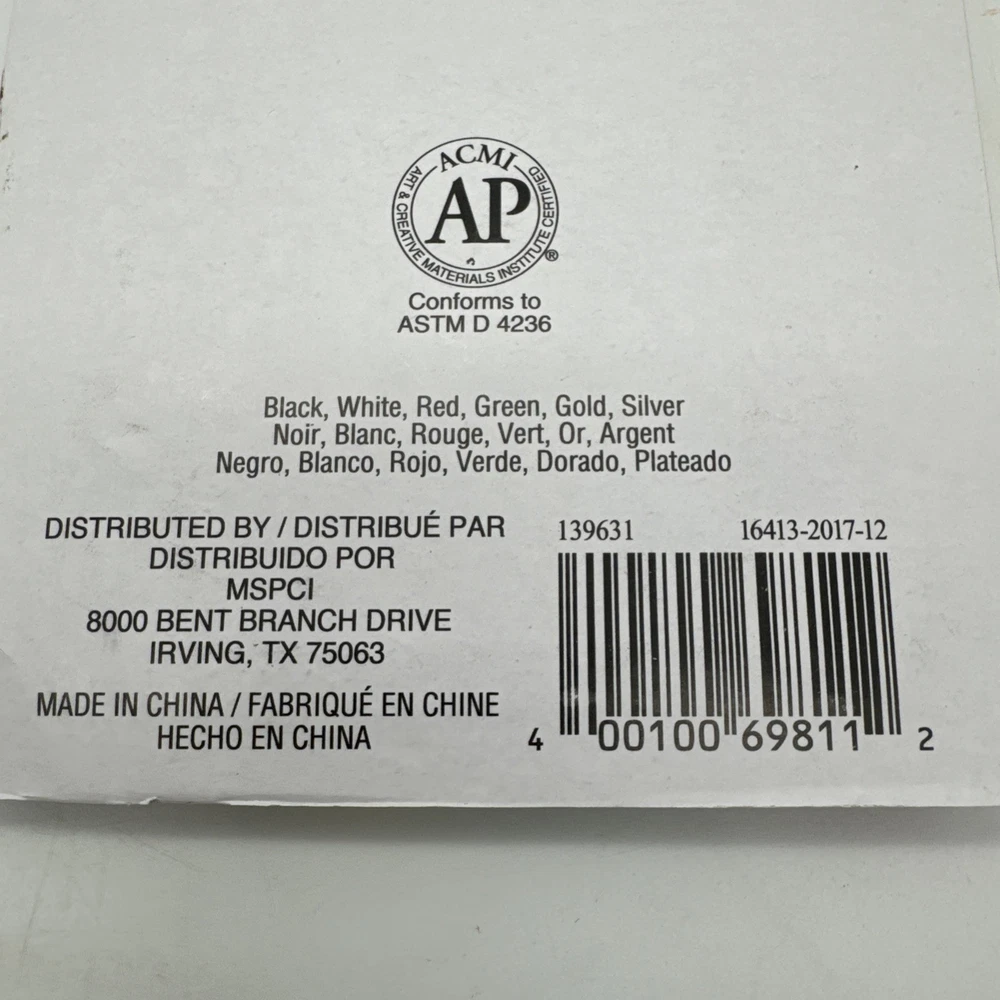 ACMI
AP
ART & CREATIVE MATERIALS INSTITUTE CERTIFIED
®
Conforms to
ASTM D 4236
Black, White, Red, Green, Gold, Silver
Noir, Blanc, Rouge, Vert, Or, Argent
Negro, Blanco, Rojo, Verde, Dorado, Plateado
DISTRIBUTED BY / DISTRIBUÉ PAR
DISTRIBUIDO POR
MSPCI
8000 BENT BRANCH DRIVE
IRVING, TX 75063
MADE IN CHINA / FABRIQUÉ EN CHINE
HECHO EN CHINA
139631 16413-2017-12
4 00100 69811 2